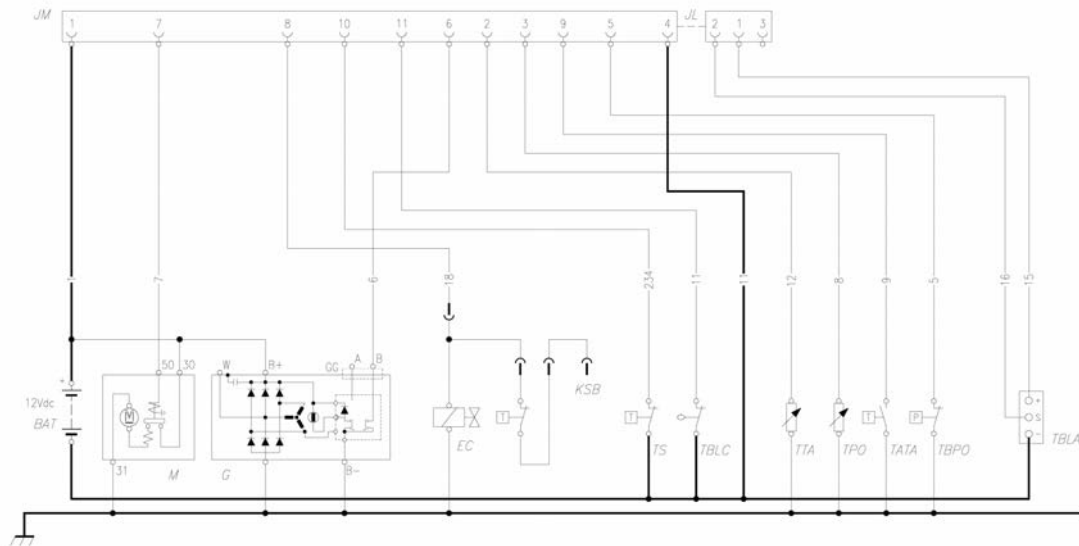 JM 1 7 8 10 11 6 2 3 9 5 4 JL 2 1 3
1 7 6 18 234 11 11 12 8 9 5 16 15
50 30 W B+ GG A B
+ 12Vdc BAT
KSB
M T T T P + S -
31 M G B- EC TS TBLC TTA TPO TATA TBPO TBLA